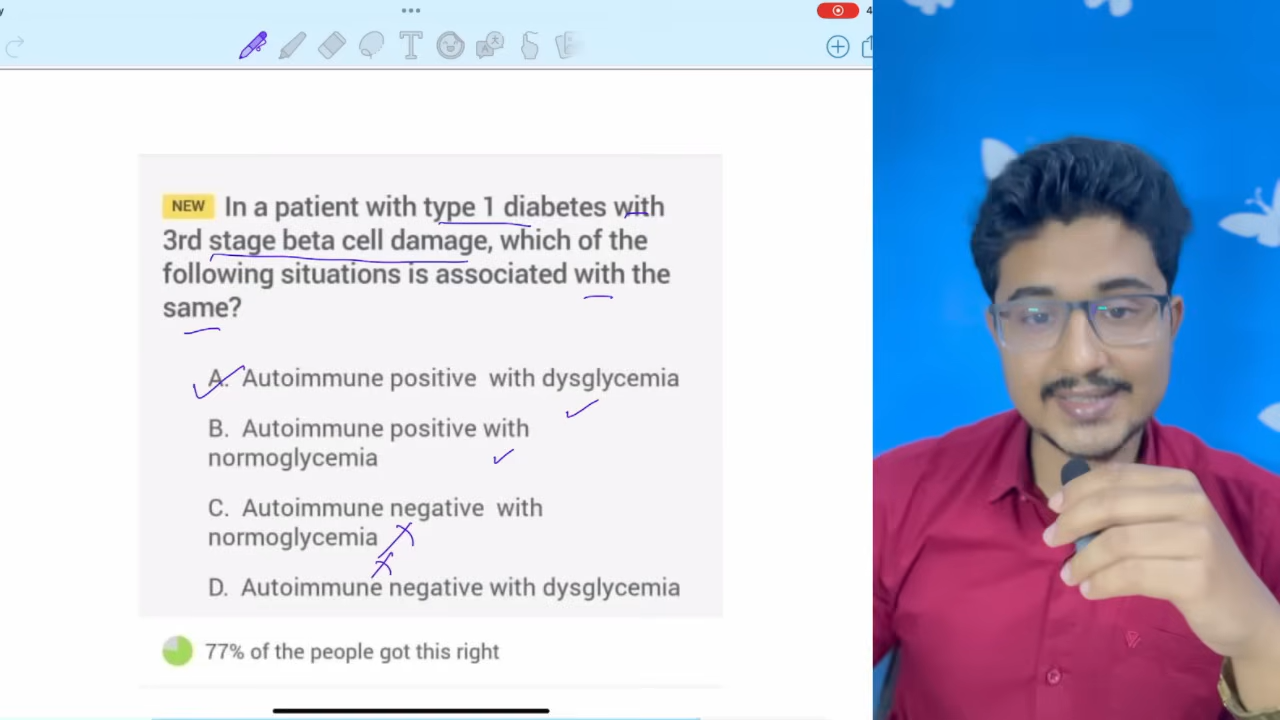 NEW In a patient with type 1 diabetes with
3rd stage beta cell damage, which of the
following situations is associated with the
same?
A. Autoimmune positive with dysglycemia
B. Autoimmune positive with
normoglycemia
C. Autoimmune negative with
normoglycemia
D. Autoimmune negative with dysglycemia
77% of the people got this right